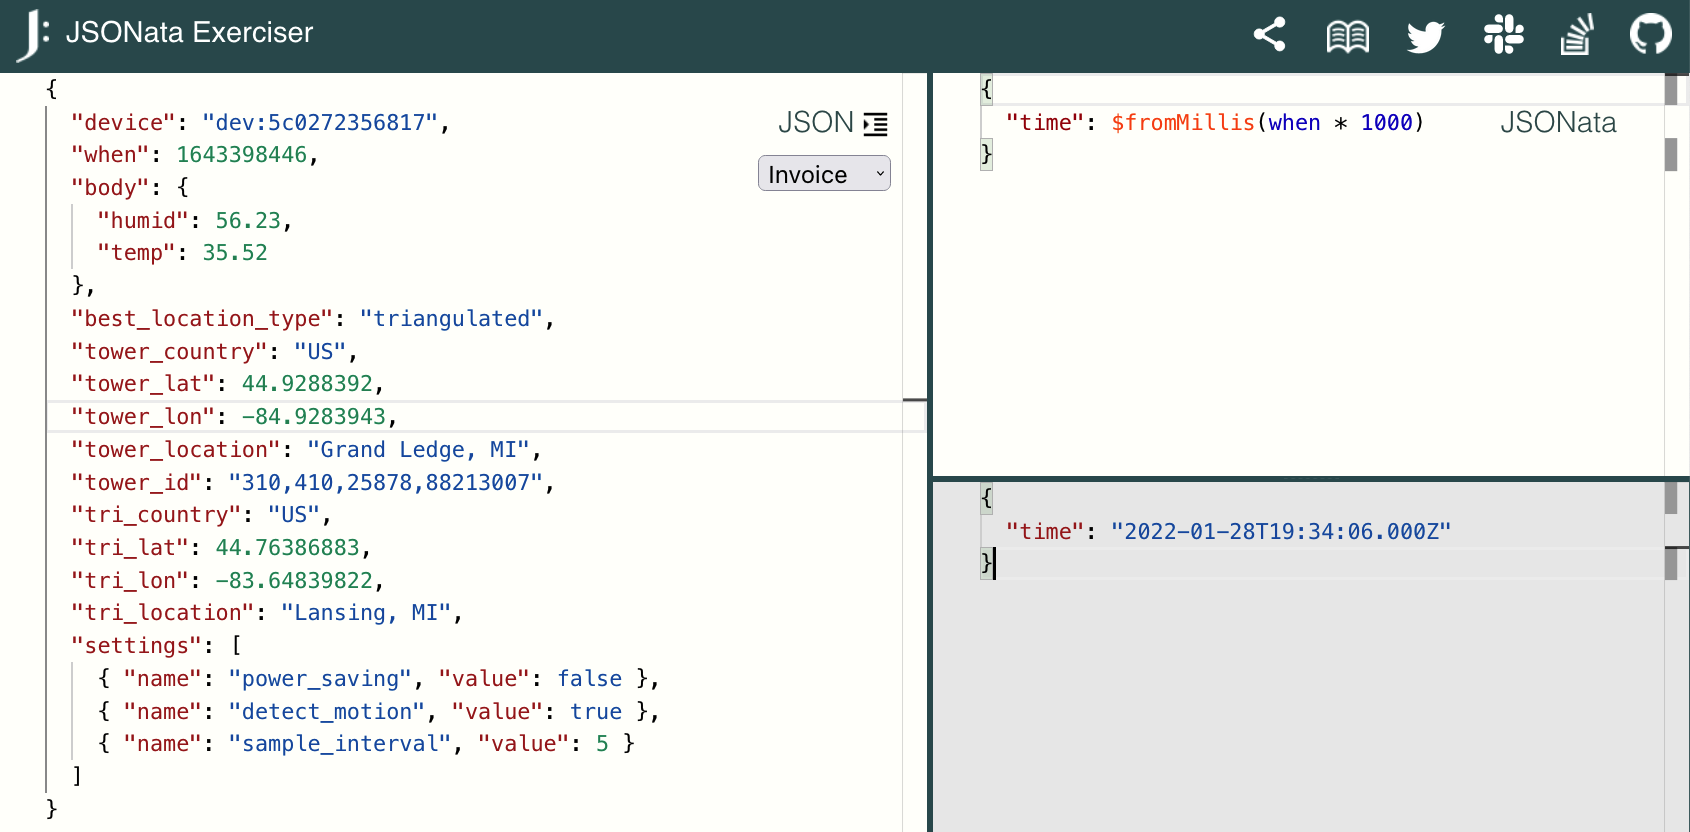 JSONata Exerciser
{
  "device": "dev:5c0272356817",
  "when": 1643398446,
  "body": {
    "humid": 56.23,
    "temp": 35.52
  },
  "best_location_type": "triangulated",
  "tower_country": "US",
  "tower_lat": 44.9288392,
  "tower_lon": -84.9283943,
  "tower_location": "Grand Ledge, MI",
  "tower_id": "310,410,25878,88213007",
  "tri_country": "US",
  "tri_lat": 44.76386883,
  "tri_lon": -83.64839822,
  "tri_location": "Lansing, MI",
  "settings": [
    { "name": "power_saving", "value": false },
    { "name": "detect_motion", "value": true },
    { "name": "sample_interval", "value": 5 }
  ]
}
JSON
Invoice
{
  "time": $fromMillis(when * 1000)
}
JSONata
{
  "time": "2022-01-28T19:34:06.000Z"
}